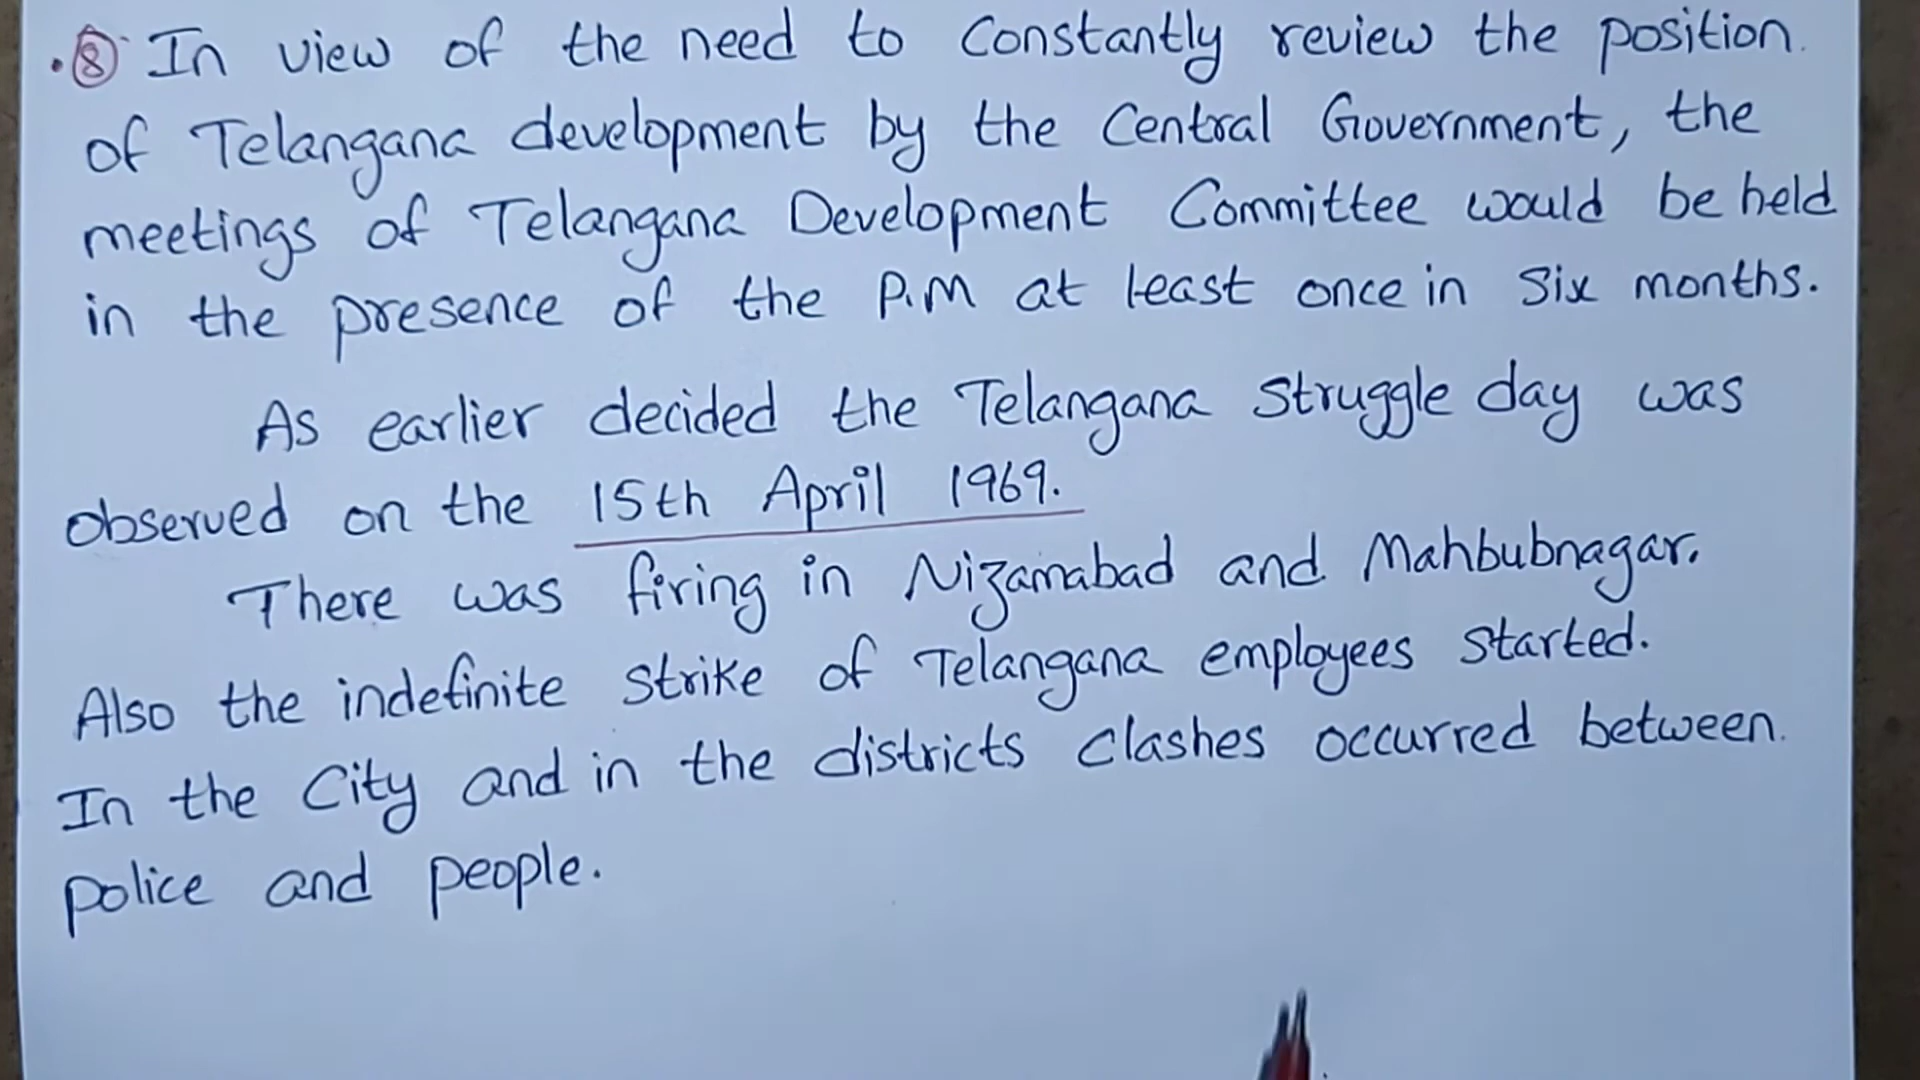 ⑧ In view of the need to Constantly review the position.
of Telangana development by the Central Government, the
meetings of Telangana Development Committee would be held
in the presence of the P.M at least once in Six months.
As earlier decided the Telangana Struggle day was
observed on the 15th April 1969.
There was firing in Nizamabad and Mahbubnagar.
Also the indefinite strike of Telangana employees started.
In the City and in the districts clashes occurred between.
police and people.